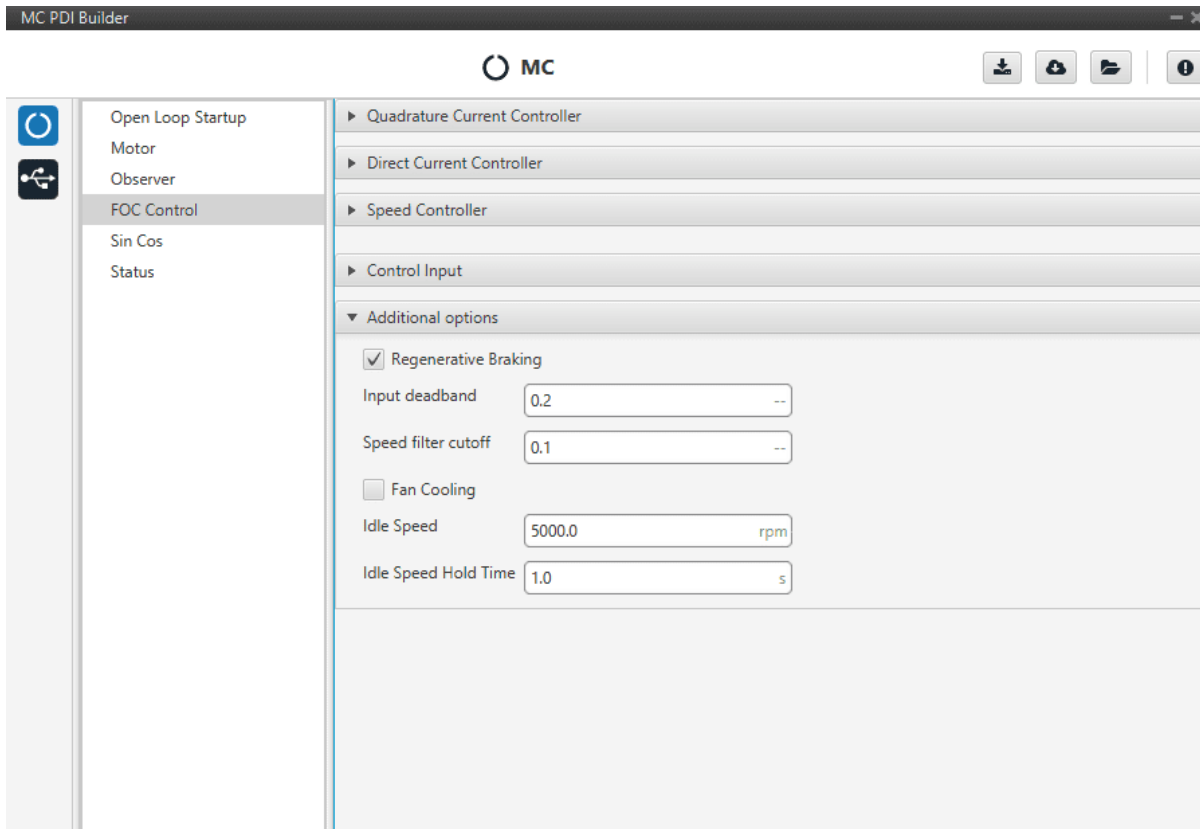 MC PDI Builder
MC
Open Loop Startup
Motor
Observer
FOC Control
Sin Cos
Status
Quadrature Current Controller
Direct Current Controller
Speed Controller
Control Input
Additional options
Regenerative Braking
Input deadband 0.2 --
Speed filter cutoff 0.1 --
Fan Cooling
Idle Speed 5000.0 rpm
Idle Speed Hold Time 1.0 s